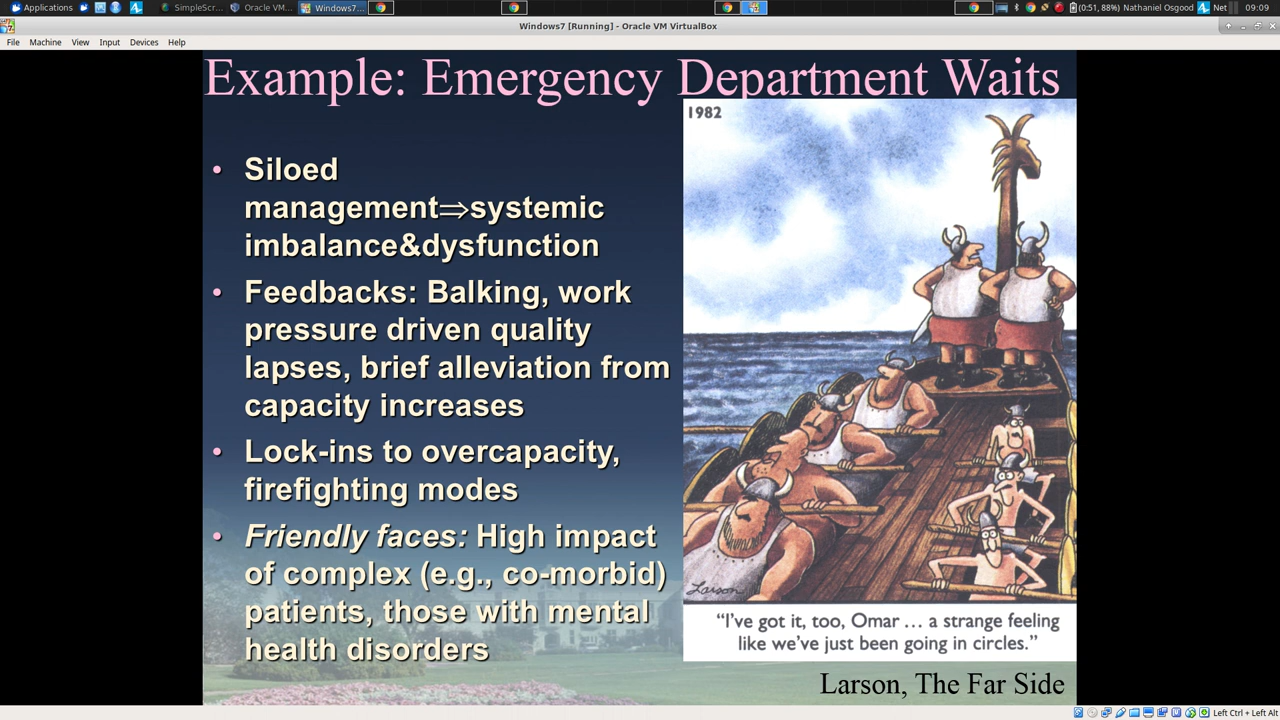 Applications
SimpleScr...
Oracle VM...
Windows7...
(0:51, 88%) Nathaniel Osgood
Net
09:09
Windows7 [Running] - Oracle VM VirtualBox
File Machine View Input Devices Help
Example: Emergency Department Waits
1982
• Siloed
management⇒systemic
imbalance&dysfunction
• Feedbacks: Balking, work
pressure driven quality
lapses, brief alleviation from
capacity increases
• Lock-ins to overcapacity,
firefighting modes
• Friendly faces: High impact
of complex (e.g., co-morbid)
patients, those with mental
health disorders
Larson
“I’ve got it, too, Omar ... a strange feeling
like we’ve just been going in circles.”
Larson, The Far Side
Left Ctrl + Left Alt